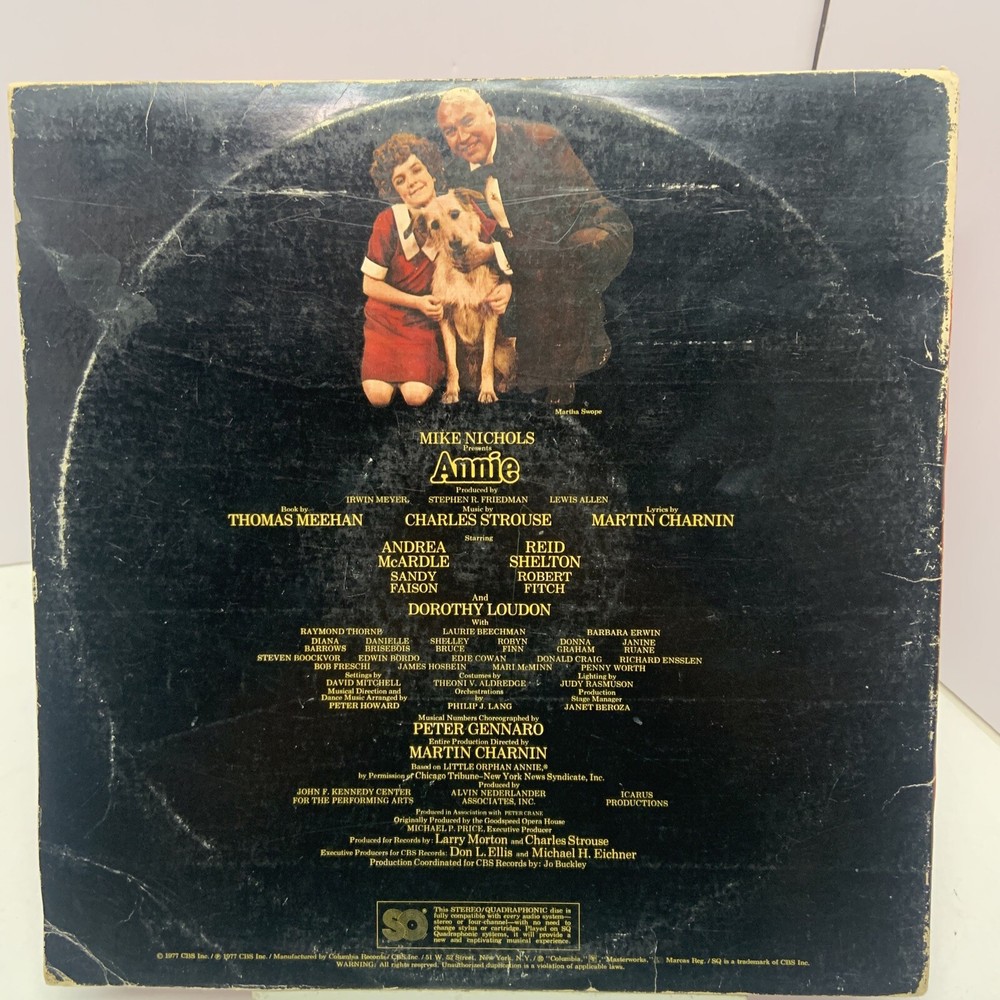 Martha Swope
MIKE NICHOLS
Presents
Annie
Produced by
IRWIN MEYER, STEPHEN R. FRIEDMAN LEWIS ALLEN
Book by Music by Lyrics by
THOMAS MEEHAN CHARLES STROUSE MARTIN CHARNIN
Starring
ANDREA REID
McARDLE SHELTON
SANDY ROBERT
FAISON FITCH
And
DOROTHY LOUDON
With
RAYMOND THORNE LAURIE BEECHMAN BARBARA ERWIN
DIANA DANIELLE SHELLEY ROBYN DONNA JANINE
BARROWS BRISEBOIS BRUCE FINN GRAHAM RUANE
STEVEN BOOCKVOR EDWIN BORDO EDIE COWAN DONALD CRAIG RICHARD ENSSLEN
BOB FRESCHI JAMES HOSBEIN MARI McMINN PENNY WORTH
Settings by Costumes by Lighting by
DAVID MITCHELL THEONI V. ALDREDGE JUDY RASMUSON
Musical Direction and Orchestrations Production
Dance Music Arranged by by Stage Manager
PETER HOWARD PHILIP J. LANG JANET BEROZA
Musical Numbers Choreographed by
PETER GENNARO
Entire Production Directed by
MARTIN CHARNIN
Based on LITTLE ORPHAN ANNIE,®
by Permission of Chicago Tribune–New York News Syndicate, Inc.
Produced by
JOHN F. KENNEDY CENTER ALVIN NEDERLANDER ICARUS
FOR THE PERFORMING ARTS ASSOCIATES, INC. PRODUCTIONS
Produced in Association with PETER CRANE
Originally Produced by the Goodspeed Opera House
MICHAEL P. PRICE, Executive Producer
Produced for Records by: Larry Morton and Charles Strouse
Executive Producers for CBS Records: Don L. Ellis and Michael H. Eichner
Production Coordinated for CBS Records by: Jo Buckley
SQ
This STEREO/QUADRAPHONIC disc is
fully compatible with every audio system—
stereo or four-channel—with no need to
change stylus or cartridge. Played on SQ
Quadraphonic systems, it will provide a
new and captivating musical experience.
© 1977 CBS Inc. / ℗ 1977 CBS Inc. / Manufactured by Columbia Records/CBS Inc. / 51 W. 52 Street, New York, N.Y. / ® "Columbia," "Masterworks," Marcas Reg. / SQ is a trademark of CBS Inc.
WARNING: All rights reserved. Unauthorized duplication is a violation of applicable laws.